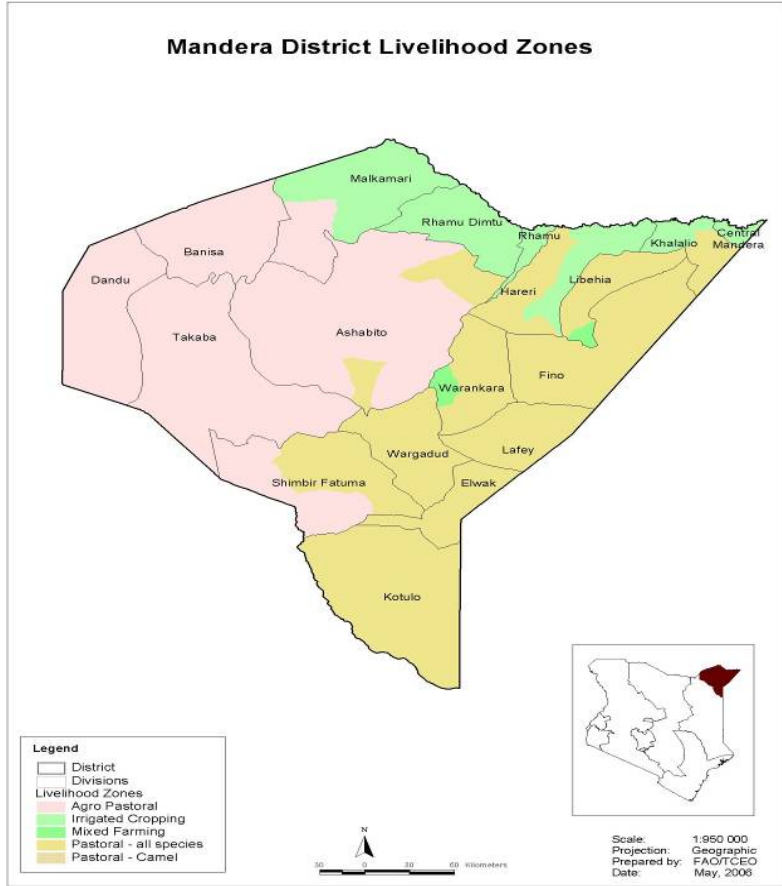 Mandera District Livelihood Zones
Malkamari
Rhamu Dimtu
Rhamu
Khalalio
Central
Mandera
Banisa
Dandu
Libehia
Hareri
Takaba
Ashabito
Warankara
Fino
Wargadud
Lafey
Shimbir Fatuma
Elwak
Kotulo
Legend
District
Divisions
Livelihood Zones
Agro Pastoral
Irrigated Cropping
Mixed Farming
Pastoral - all species
Pastoral - Camel
N
30 0 30 60 Kilometers
Scale: 1:950 000
Projection: Geographic
Prepared by: FAO/TCEO
Date: May, 2006